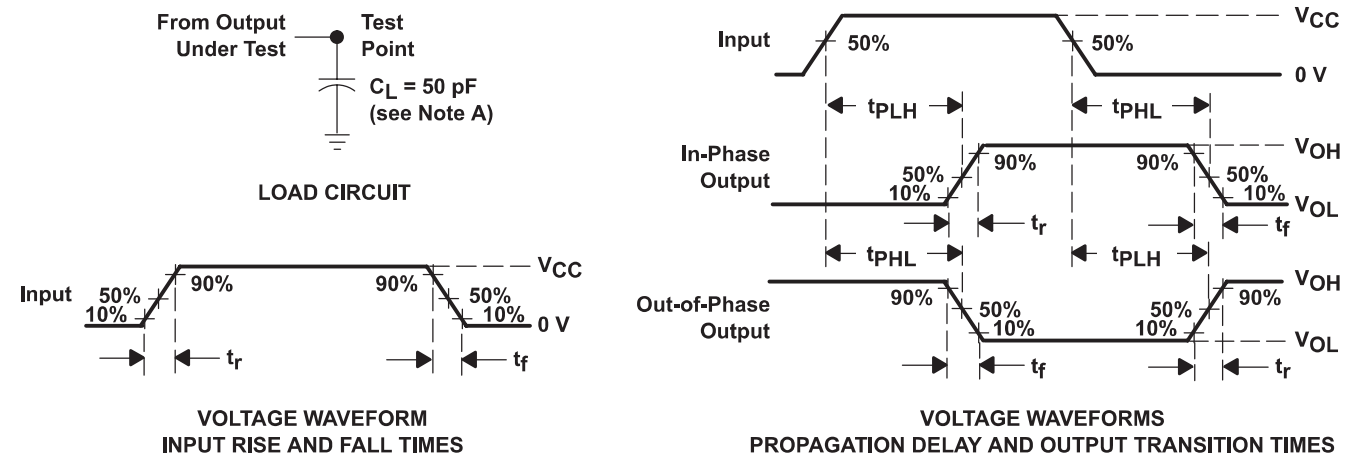 From Output
Under Test
Test
Point
CL = 50 pF
(see Note A)
LOAD CIRCUIT
Input
50%
10%
90%
90%
50%
10%
VCC
0 V
tr
tf
VOLTAGE WAVEFORM
INPUT RISE AND FALL TIMES
Input
50%
50%
VCC
0 V
tPLH
tPHL
In-Phase
Output
50%
10%
90%
90%
50%
10%
VOH
VOL
tr
tf
tPHL
tPLH
Out-of-Phase
Output
90%
50%
10%
50%
10%
90%
VOH
VOL
tf
tr
VOLTAGE WAVEFORMS
PROPAGATION DELAY AND OUTPUT TRANSITION TIMES